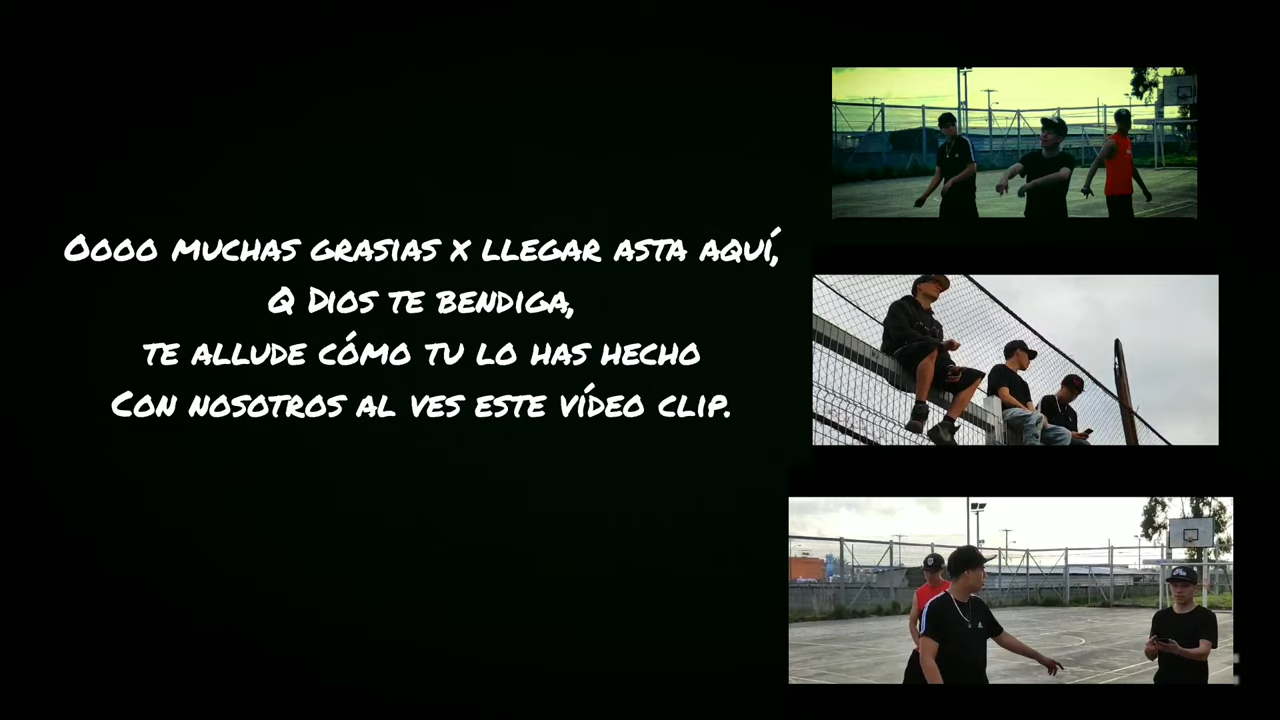 Oooo muchas grasias x llegar asta aquí,
Q Dios te bendiga,
te allude cómo tu lo has hecho
Con nosotros al ves este vídeo clip.